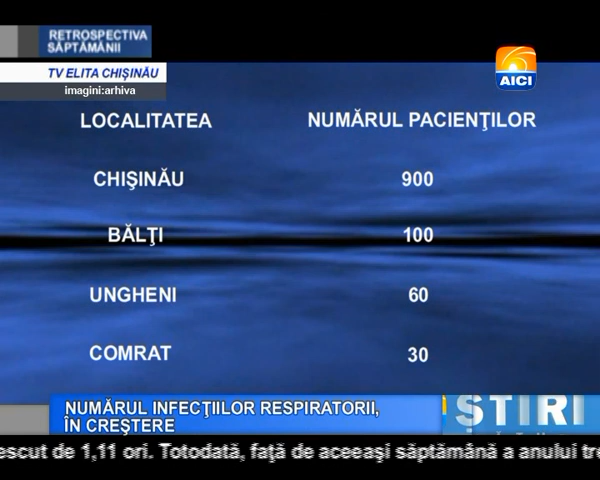 RETROSPECTIVA
SĂPTĂMÂNII
TV ELITA CHIŞINĂU
imagini:arhiva
AICI
LOCALITATEA NUMĂRUL PACIENŢILOR
CHIŞINĂU 900
BĂLŢI 100
UNGHENI 60
COMRAT 30
NUMĂRUL INFECŢIILOR RESPIRATORII,
ÎN CREŞTERE
ŞTIRI
escut de 1,11 ori. Totodată, faţă de aceeaşi săptămână a anului tre